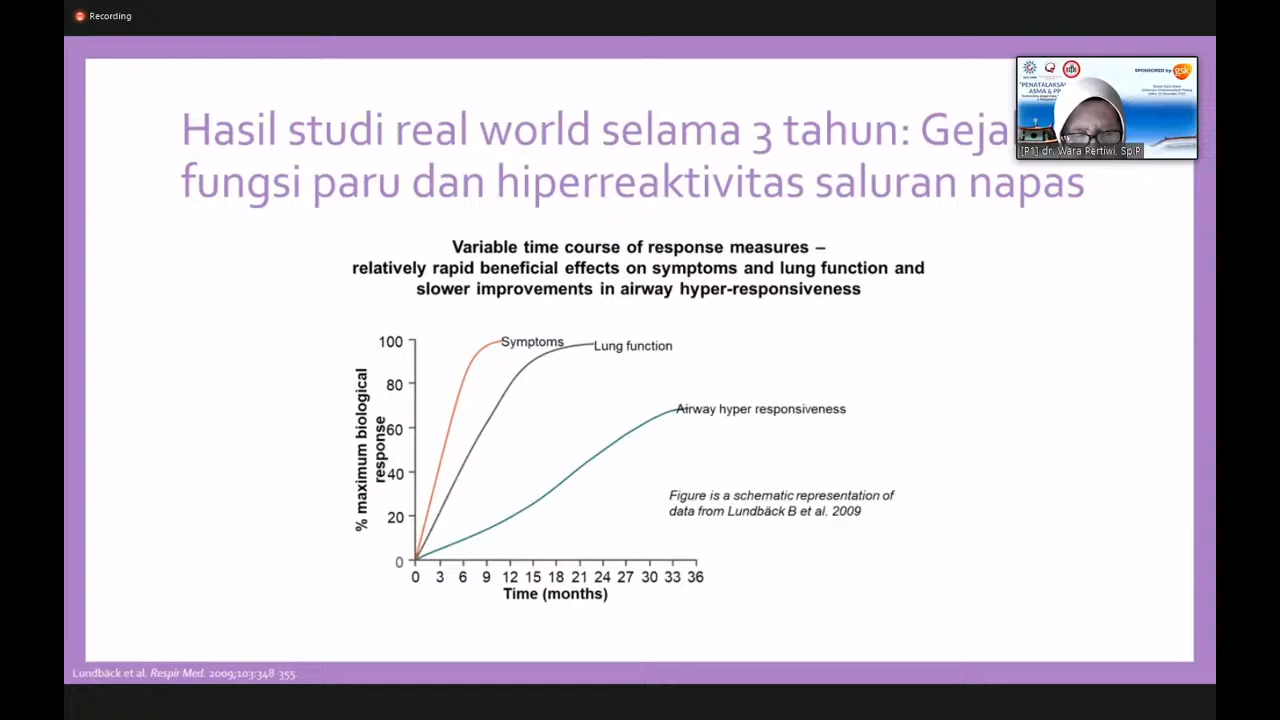 Recording
SPONSORED by gsk
"PENATALAKSA
ASMA & PP
[P1] dr. Wara Pertiwi, Sp.P
Hasil studi real world selama 3 tahun: Geja
fungsi paru dan hiperreaktivitas saluran napas
Variable time course of response measures –
relatively rapid beneficial effects on symptoms and lung function and
slower improvements in airway hyper-responsiveness
% maximum biological
response
100
80
60
40
20
0
Symptoms
Lung function
Airway hyper responsiveness
Figure is a schematic representation of
data from Lundbäck B et al. 2009
0 3 6 9 12 15 18 21 24 27 30 33 36
Time (months)
Lundbäck et al. Respir Med. 2009;103:348-355.